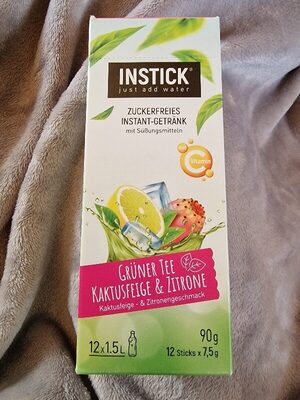 INSTICK®
just add water
ZUCKERFREIES
INSTANT-GETRÄNK
mit Süßungsmitteln
C
Vitamin
GRÜNER TEE
KAKTUSFEIGE & ZITRONE
Kaktusfeige - & Zitronengeschmack
12x1.5L
90g
12 Sticks x 7,5g